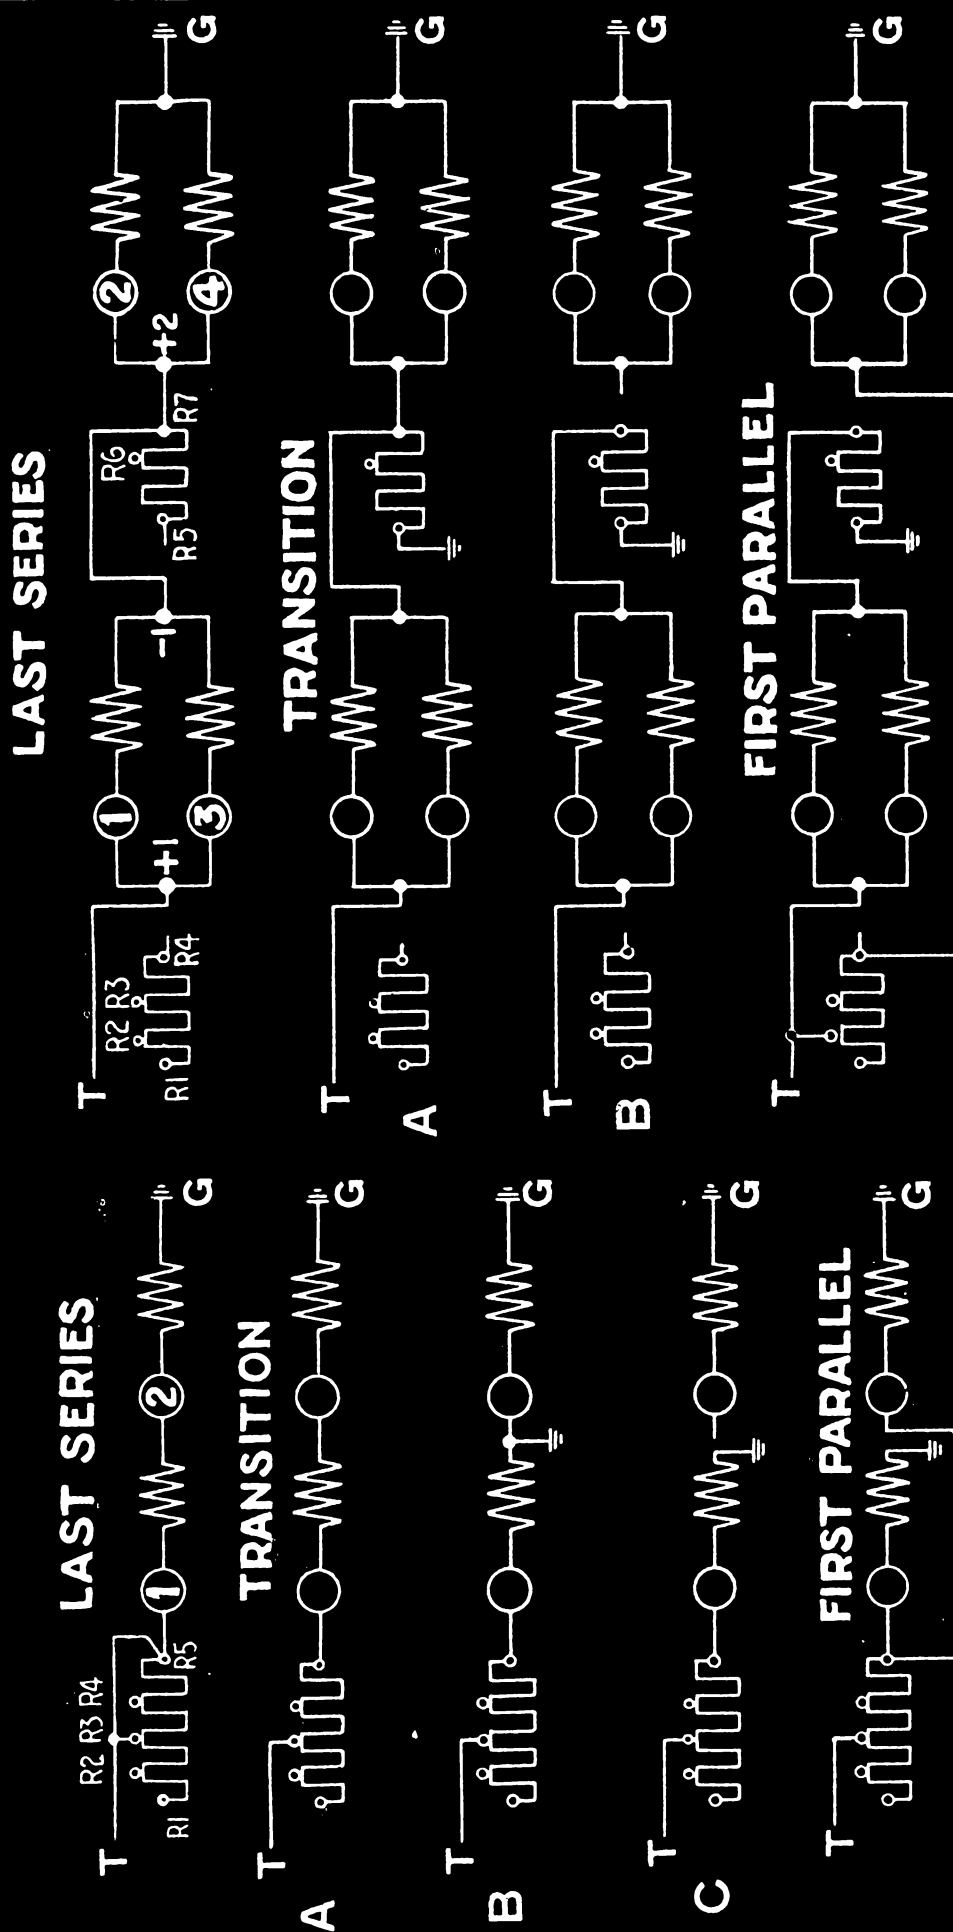 LAST SERIES
R2 R3 R4
T
1 2
R1 R5 G
TRANSITION
T G
A
T G
B
T G
C
FIRST PARALLEL
T G
LAST SERIES
T
R2 R3 1 R6 2
+1 -1 +2
R1 R4 R5 R7
3 4 G
TRANSITION
T
A G
T
B G
FIRST PARALLEL
T G